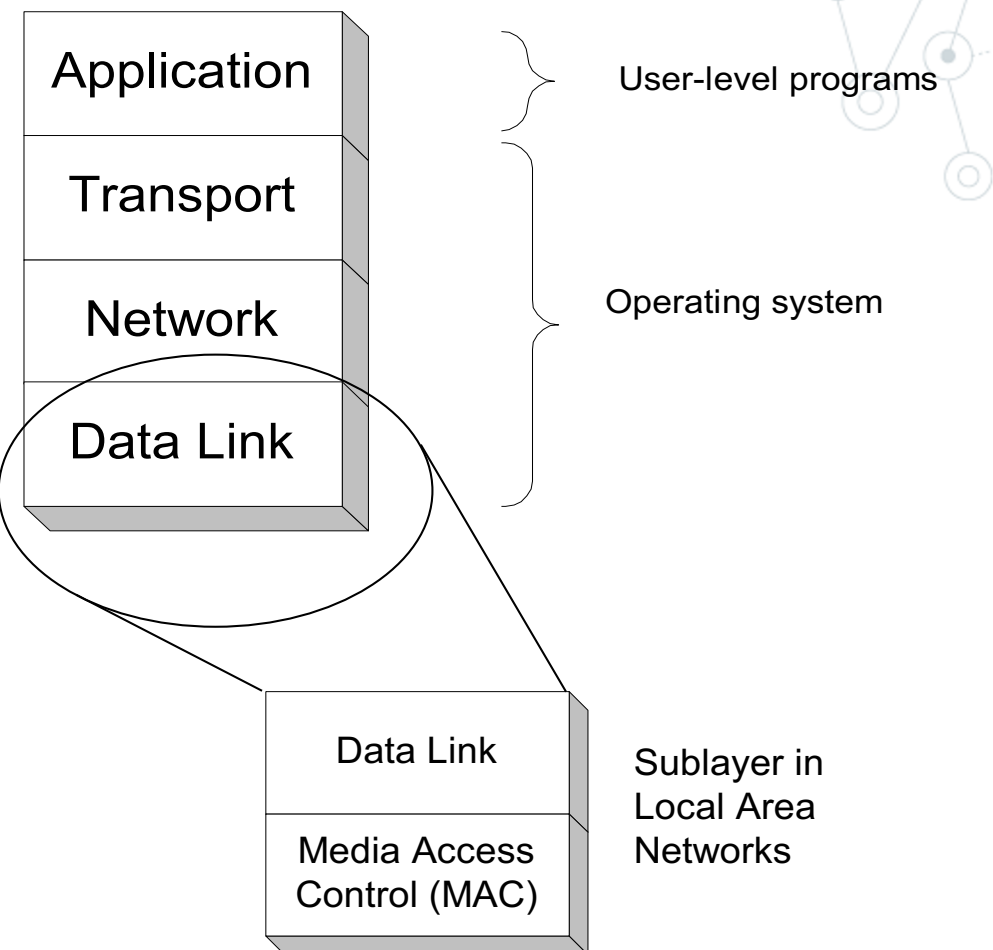 Application
User-level programs
Transport
Network
Operating system
Data Link
Data Link
Media Access
Control (MAC)
Sublayer in
Local Area
Networks